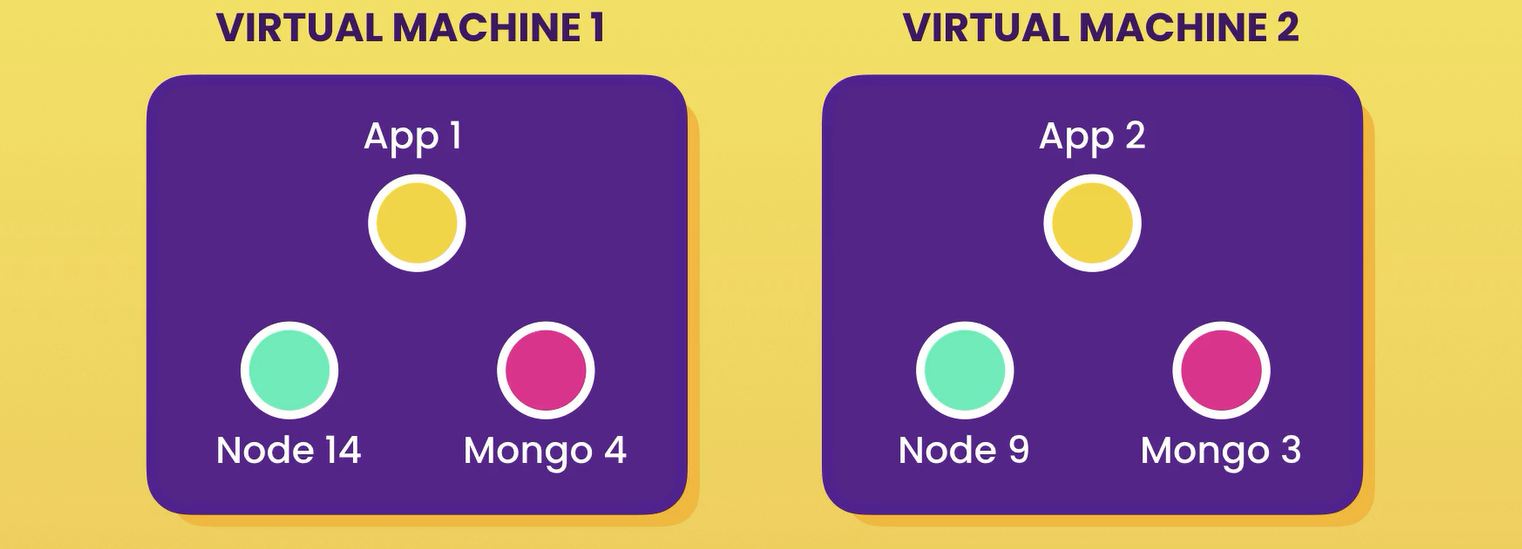 VIRTUAL MACHINE 1
VIRTUAL MACHINE 2
App 1
App 2
Node 14
Mongo 4
Node 9
Mongo 3